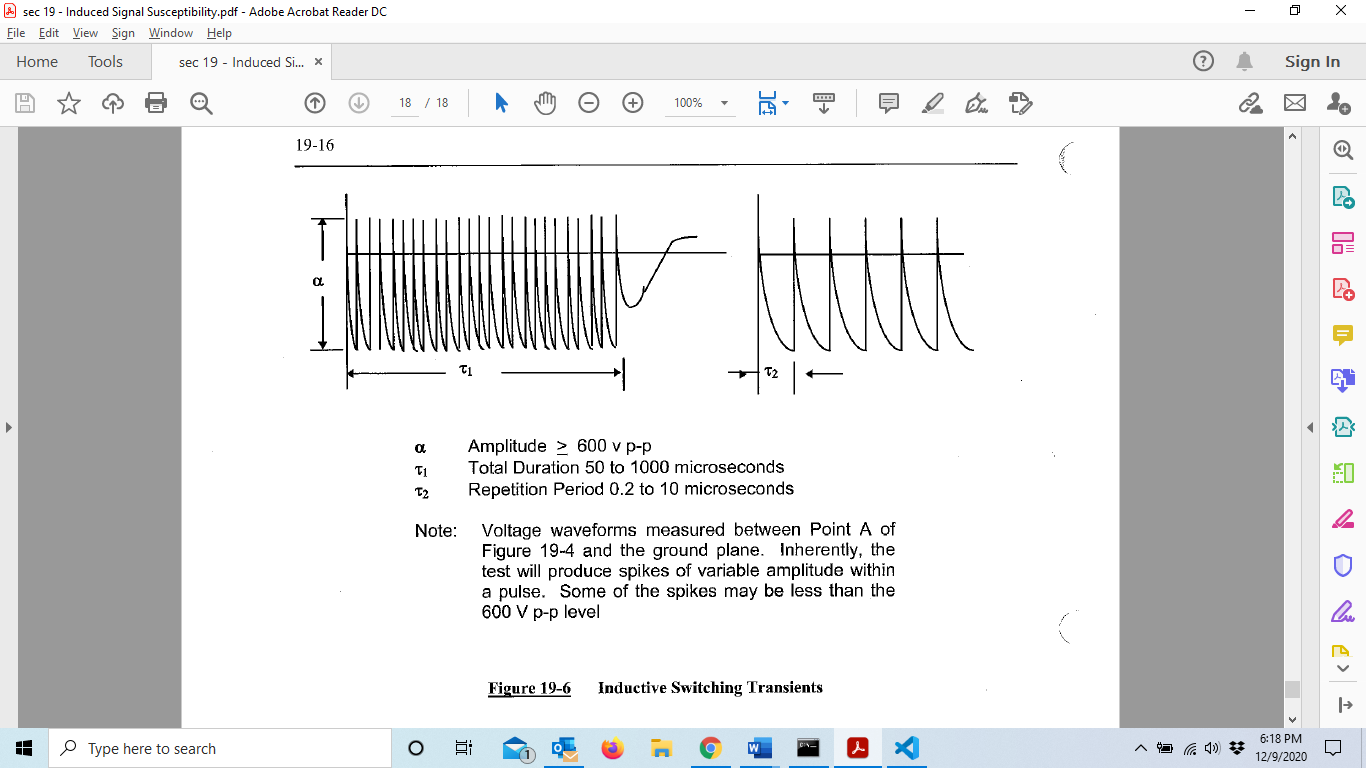 sec 19 - Induced Signal Susceptibility.pdf - Adobe Acrobat Reader DC
File Edit View Sign Window Help
Home Tools sec 19 - Induced Si... × Sign In
18 / 18 100%
19-16
α
τ1
τ2
α Amplitude ≥ 600 v p-p
τ1 Total Duration 50 to 1000 microseconds
τ2 Repetition Period 0.2 to 10 microseconds
Note: Voltage waveforms measured between Point A of
Figure 19-4 and the ground plane. Inherently, the
test will produce spikes of variable amplitude within
a pulse. Some of the spikes may be less than the
600 V p-p level
Figure 19-6 Inductive Switching Transients
Type here to search
1
6:18 PM
12/9/2020